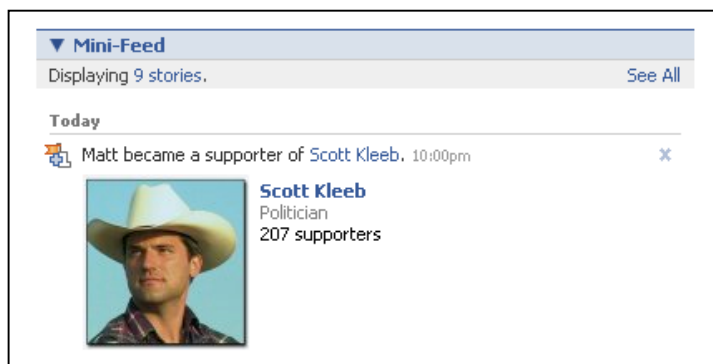 Mini-Feed
Displaying 9 stories. See All
Today
Matt became a supporter of Scott Kleeb. 10:00pm
Scott Kleeb
Politician
207 supporters